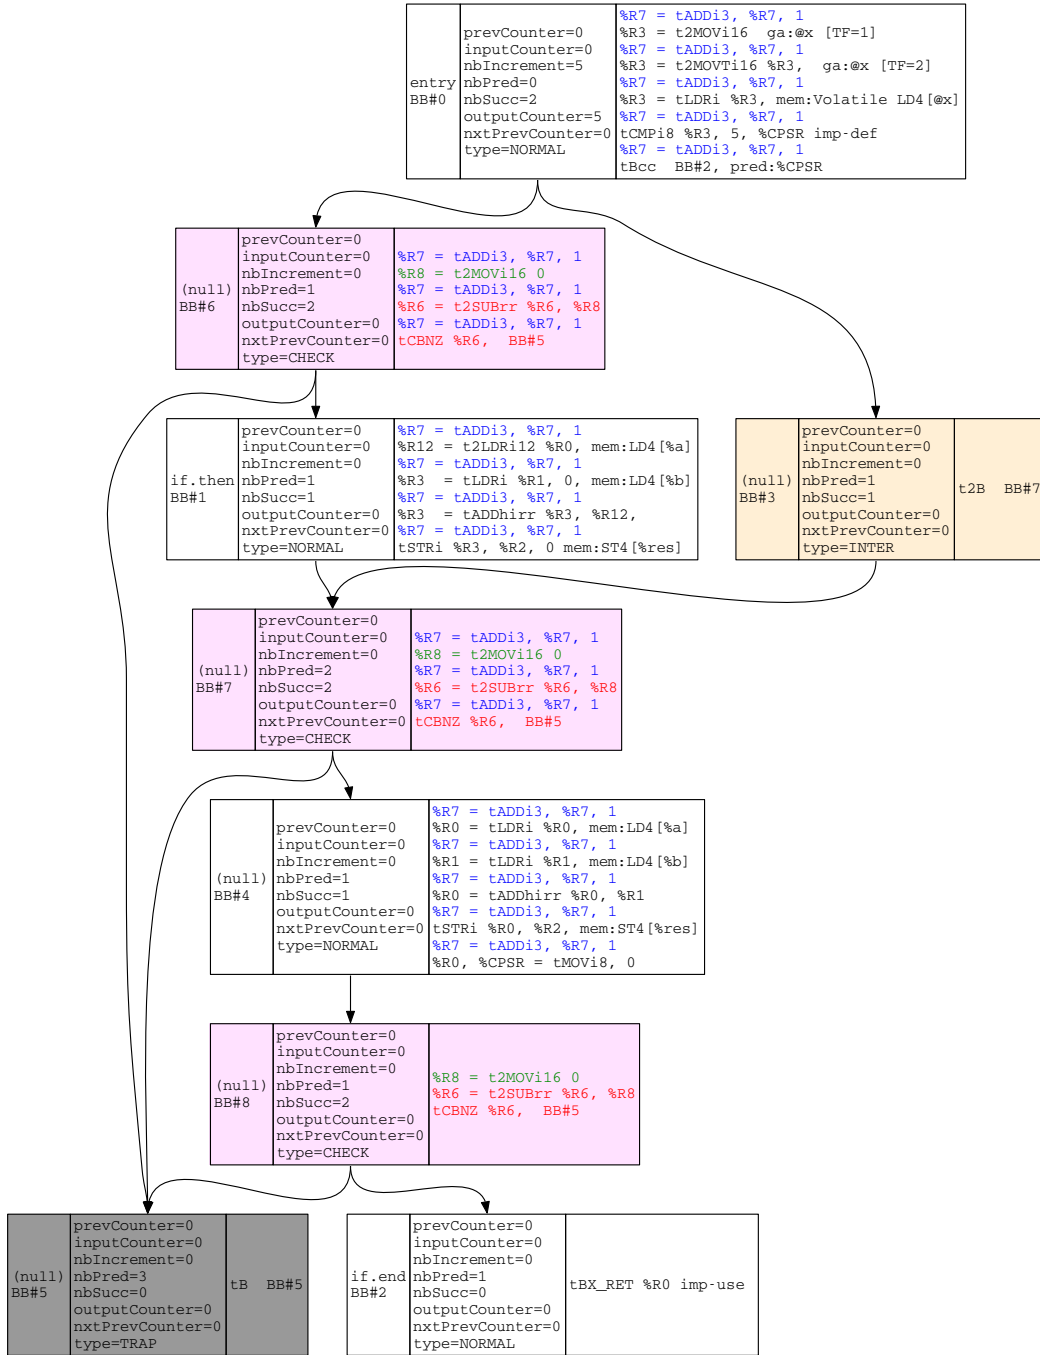 entry
BB#0
prevCounter=0
inputCounter=0
nbIncrement=5
nbPred=0
nbSucc=2
outputCounter=5
nxtPrevCounter=0
type=NORMAL
%R7 = tADDi3, %R7, 1
%R3 = t2MOVi16  ga:@x [TF=1]
%R7 = tADDi3, %R7, 1
%R3 = t2MOVTi16 %R3,  ga:@x [TF=2]
%R7 = tADDi3, %R7, 1
%R3 = tLDRi %R3, mem:Volatile LD4[@x]
%R7 = tADDi3, %R7, 1
tCMPi8 %R3, 5, %CPSR imp-def
%R7 = tADDi3, %R7, 1
tBcc  BB#2, pred:%CPSR
(null)
BB#6
prevCounter=0
inputCounter=0
nbIncrement=0
nbPred=1
nbSucc=2
outputCounter=0
nxtPrevCounter=0
type=CHECK
%R7 = tADDi3, %R7, 1
%R8 = t2MOVi16 0
%R7 = tADDi3, %R7, 1
%R6 = t2SUBrr %R6, %R8
%R7 = tADDi3, %R7, 1
tCBNZ %R6,  BB#5
if.then
BB#1
prevCounter=0
inputCounter=0
nbIncrement=0
nbPred=1
nbSucc=1
outputCounter=0
nxtPrevCounter=0
type=NORMAL
%R7 = tADDi3, %R7, 1
%R12 = t2LDRi12 %R0, mem:LD4[%a]
%R7 = tADDi3, %R7, 1
%R3  = tLDRi %R1, 0, mem:LD4[%b]
%R7 = tADDi3, %R7, 1
%R3  = tADDhirr %R3, %R12,
%R7 = tADDi3, %R7, 1
tSTRi %R3, %R2, 0 mem:ST4[%res]
(null)
BB#3
prevCounter=0
inputCounter=0
nbIncrement=0
nbPred=1
nbSucc=1
outputCounter=0
nxtPrevCounter=0
type=INTER
t2B  BB#7
(null)
BB#7
prevCounter=0
inputCounter=0
nbIncrement=0
nbPred=2
nbSucc=2
outputCounter=0
nxtPrevCounter=0
type=CHECK
%R7 = tADDi3, %R7, 1
%R8 = t2MOVi16 0
%R7 = tADDi3, %R7, 1
%R6 = t2SUBrr %R6, %R8
%R7 = tADDi3, %R7, 1
tCBNZ %R6,  BB#5
(null)
BB#4
prevCounter=0
inputCounter=0
nbIncrement=0
nbPred=1
nbSucc=1
outputCounter=0
nxtPrevCounter=0
type=NORMAL
%R7 = tADDi3, %R7, 1
%R0 = tLDRi %R0, mem:LD4[%a]
%R7 = tADDi3, %R7, 1
%R1 = tLDRi %R1, mem:LD4[%b]
%R7 = tADDi3, %R7, 1
%R0 = tADDhirr %R0, %R1
%R7 = tADDi3, %R7, 1
tSTRi %R0, %R2, mem:ST4[%res]
%R7 = tADDi3, %R7, 1
%R0, %CPSR = tMOVi8, 0
(null)
BB#8
prevCounter=0
inputCounter=0
nbIncrement=0
nbPred=1
nbSucc=2
outputCounter=0
nxtPrevCounter=0
type=CHECK
%R8 = t2MOVi16 0
%R6 = t2SUBrr %R6, %R8
tCBNZ %R6,  BB#5
(null)
BB#5
prevCounter=0
inputCounter=0
nbIncrement=0
nbPred=3
nbSucc=0
outputCounter=0
nxtPrevCounter=0
type=TRAP
tB  BB#5
if.end
BB#2
prevCounter=0
inputCounter=0
nbIncrement=0
nbPred=1
nbSucc=0
outputCounter=0
nxtPrevCounter=0
type=NORMAL
tBX_RET %R0 imp-use